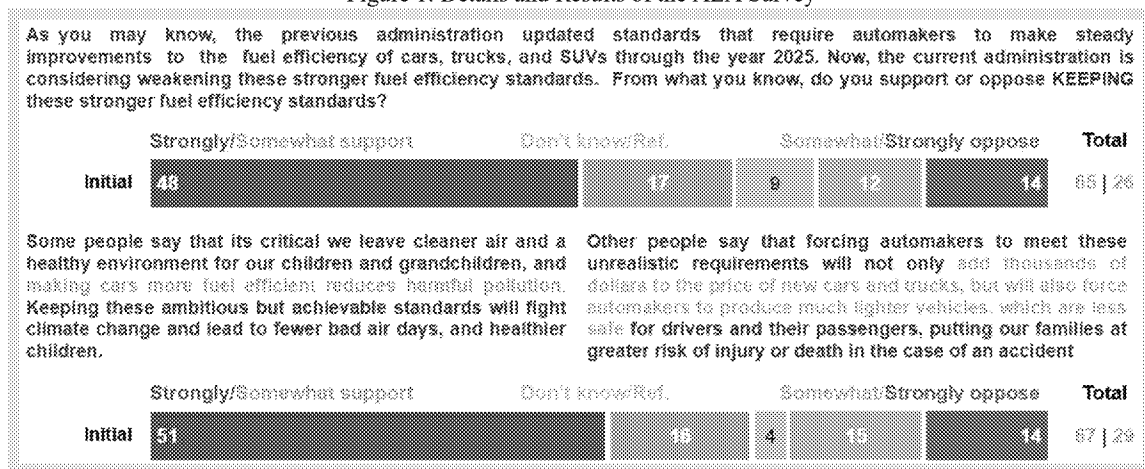 Figure 1: Details and Results of the ALA Survey
As you may know, the previous administration updated standards that require automakers to make steady
improvements to the fuel efficiency of cars, trucks, and SUVs through the year 2025. Now, the current administration is
considering weakening these stronger fuel efficiency standards. From what you know, do you support or oppose KEEPING
these stronger fuel efficiency standards?
Strongly/Somewhat support Don't know/Ref. Somewhat/Strongly oppose Total
Initial 48 17 9 12 14 65 | 26
Some people say that its critical we leave cleaner air and a
healthy environment for our children and grandchildren, and
making cars more fuel efficient reduces harmful pollution.
Keeping these ambitious but achievable standards will fight
climate change and lead to fewer bad air days, and healthier
children.
Other people say that forcing automakers to meet these
unrealistic requirements will not only add thousands of
dollars to the price of new cars and trucks, but will also force
automakers to produce much lighter vehicles, which are less
safe for drivers and their passengers, putting our families at
greater risk of injury or death in the case of an accident
Strongly/Somewhat support Don't know/Ref. Somewhat/Strongly oppose Total
Initial 51 16 4 15 14 67 | 29